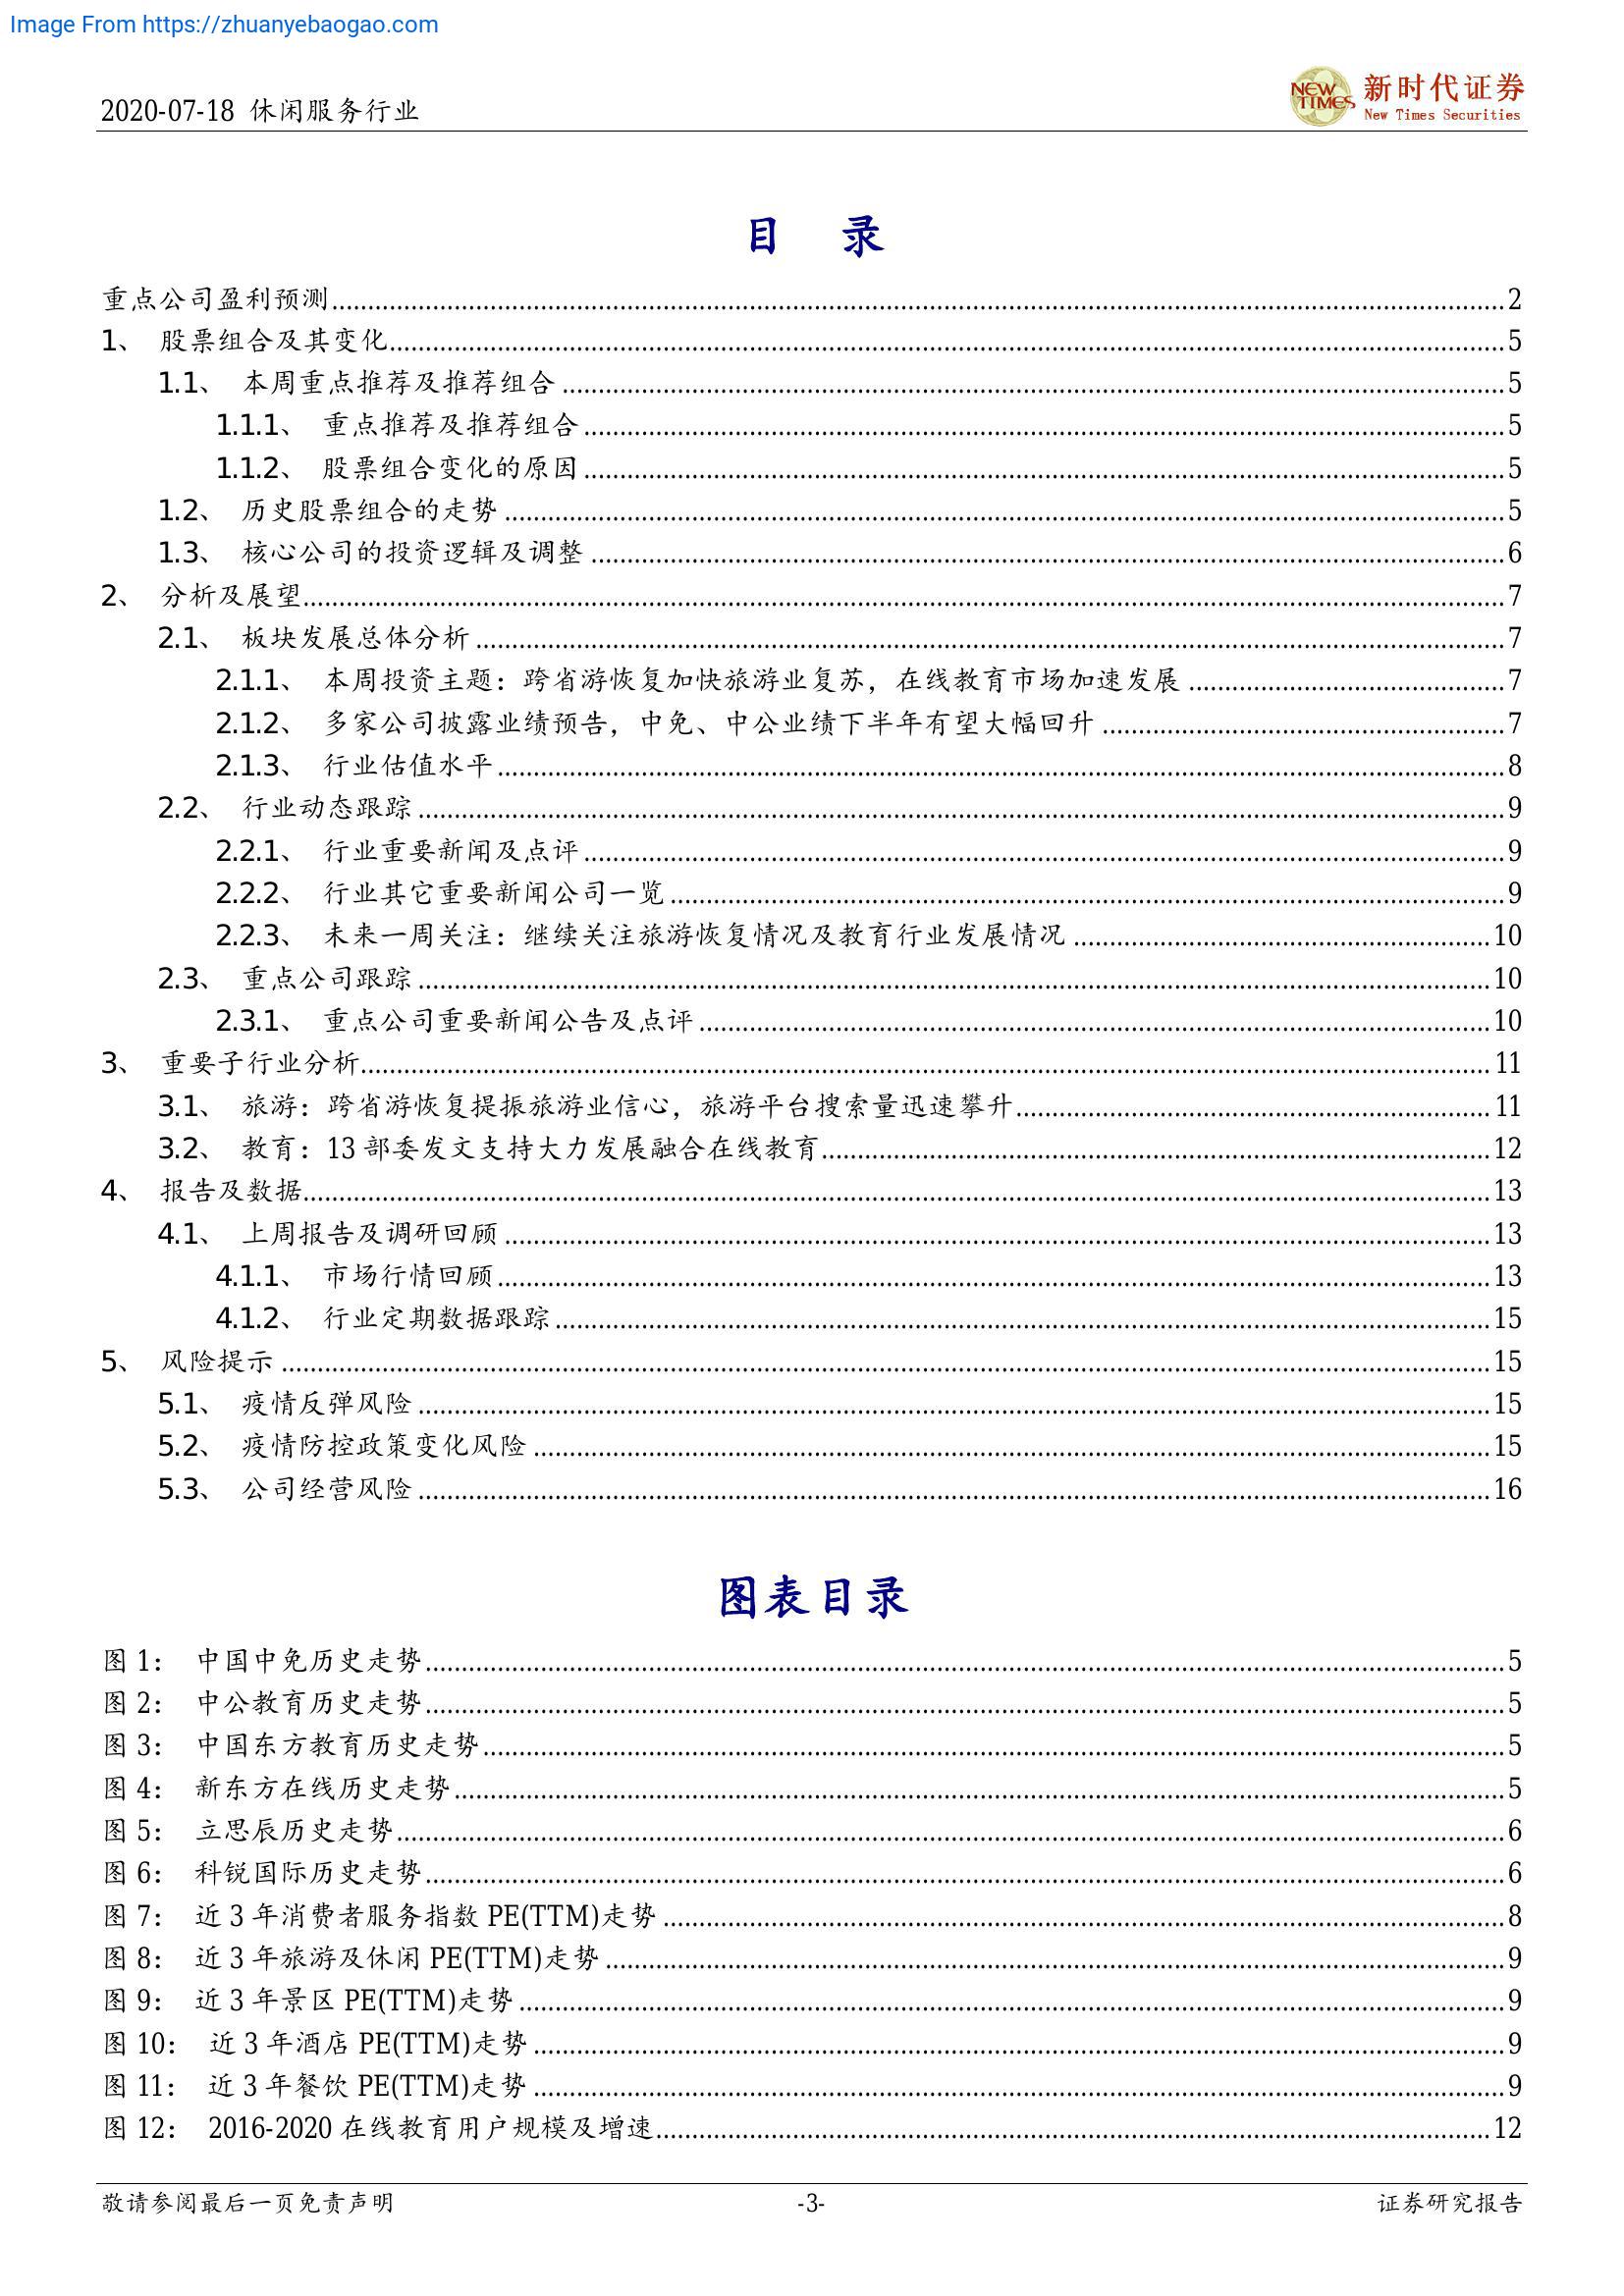 Image From https://zhuanyebaogao.com
2020-07-18 休闲服务行业
NEW TIMES
新时代证券
New Times Securities
目 录
重点公司盈利预测 2
1、 股票组合及其变化 5
1.1、 本周重点推荐及推荐组合 5
1.1.1、 重点推荐及推荐组合 5
1.1.2、 股票组合变化的原因 5
1.2、 历史股票组合的走势 5
1.3、 核心公司的投资逻辑及调整 6
2、 分析及展望 7
2.1、 板块发展总体分析 7
2.1.1、 本周投资主题：跨省游恢复加快旅游业复苏，在线教育市场加速发展 7
2.1.2、 多家公司披露业绩预告，中免、中公业绩下半年有望大幅回升 7
2.1.3、 行业估值水平 8
2.2、 行业动态跟踪 9
2.2.1、 行业重要新闻及点评 9
2.2.2、 行业其它重要新闻公司一览 9
2.2.3、 未来一周关注：继续关注旅游恢复情况及教育行业发展情况 10
2.3、 重点公司跟踪 10
2.3.1、 重点公司重要新闻公告及点评 10
3、 重要子行业分析 11
3.1、 旅游：跨省游恢复提振旅游业信心，旅游平台搜索量迅速攀升 11
3.2、 教育：13 部委发文支持大力发展融合在线教育 12
4、 报告及数据 13
4.1、 上周报告及调研回顾 13
4.1.1、 市场行情回顾 13
4.1.2、 行业定期数据跟踪 15
5、 风险提示 15
5.1、 疫情反弹风险 15
5.2、 疫情防控政策变化风险 15
5.3、 公司经营风险 16
图表目录
图 1： 中国中免历史走势 5
图 2： 中公教育历史走势 5
图 3： 中国东方教育历史走势 5
图 4： 新东方在线历史走势 5
图 5： 立思辰历史走势 6
图 6： 科锐国际历史走势 6
图 7： 近 3 年消费者服务指数 PE(TTM)走势 8
图 8： 近 3 年旅游及休闲 PE(TTM)走势 9
图 9： 近 3 年景区 PE(TTM)走势 9
图 10： 近 3 年酒店 PE(TTM)走势 9
图 11： 近 3 年餐饮 PE(TTM)走势 9
图 12： 2016-2020 在线教育用户规模及增速 12
敬请参阅最后一页免责声明 -3- 证券研究报告